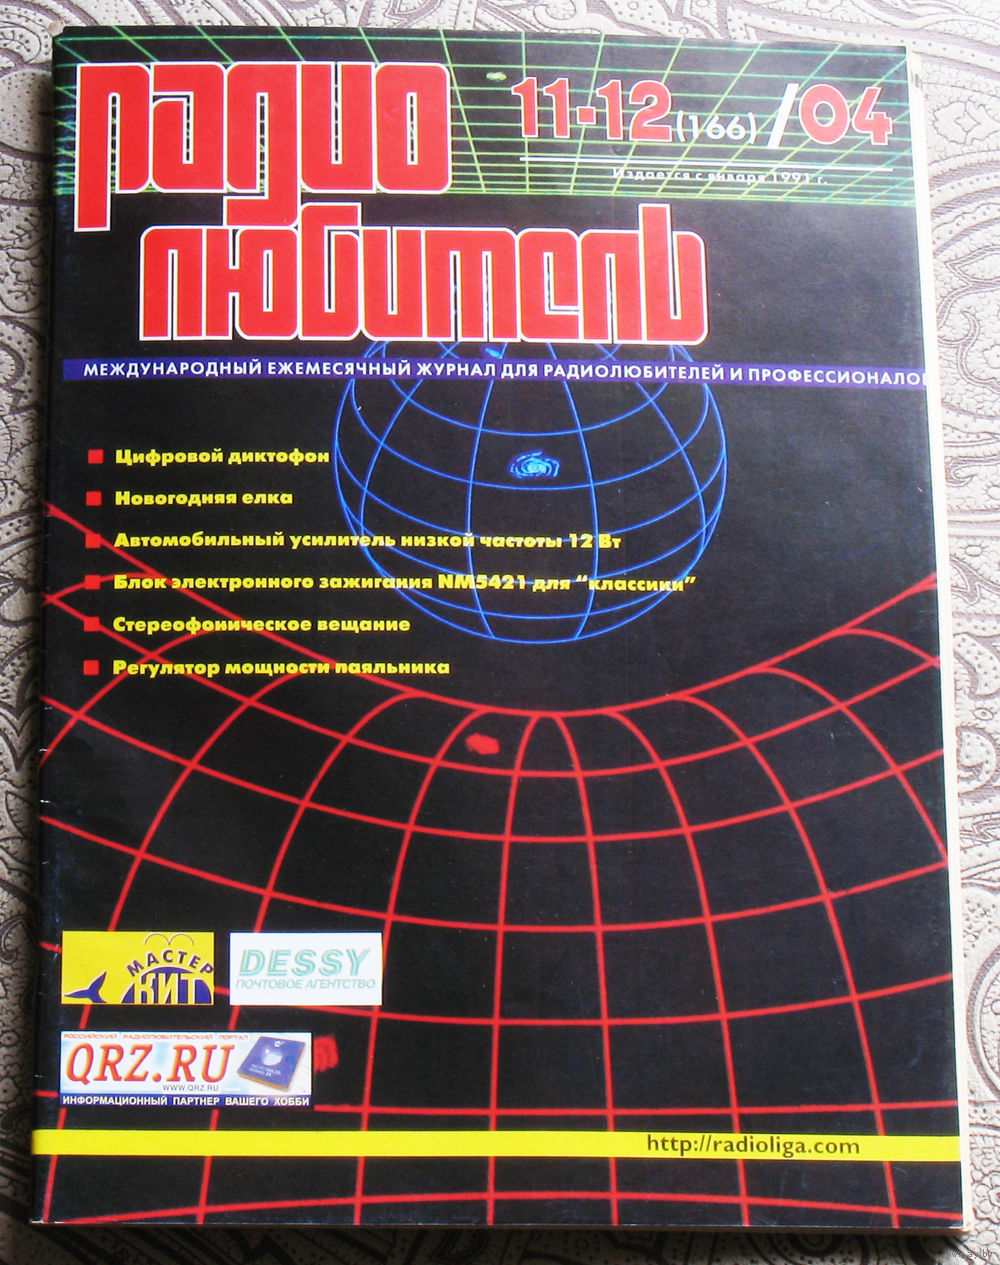 радио
любитель
11-12 (166) /04
Издается с января 1991 г.
МЕЖДУНАРОДНЫЙ ЕЖЕМЕСЯЧНЫЙ ЖУРНАЛ ДЛЯ РАДИОЛЮБИТЕЛЕЙ И ПРОФЕССИОНАЛОВ
Цифровой диктофон
Новогодняя елка
Автомобильный усилитель низкой частоты 12 Вт
Блок электронного зажигания NM5421 для “классики”
Стереофоническое вещание
Регулятор мощности паяльника
МАСТЕР
КИТ
DESSY
ПОЧТОВОЕ АГЕНТСТВО
РОССИЙСКИЙ РАДИОЛЮБИТЕЛЬСКИЙ ПОРТАЛ
QRZ.RU
WWW.QRZ.RU
ИНФОРМАЦИОННЫЙ ПАРТНЕР ВАШЕГО ХОББИ
http://radioliga.com